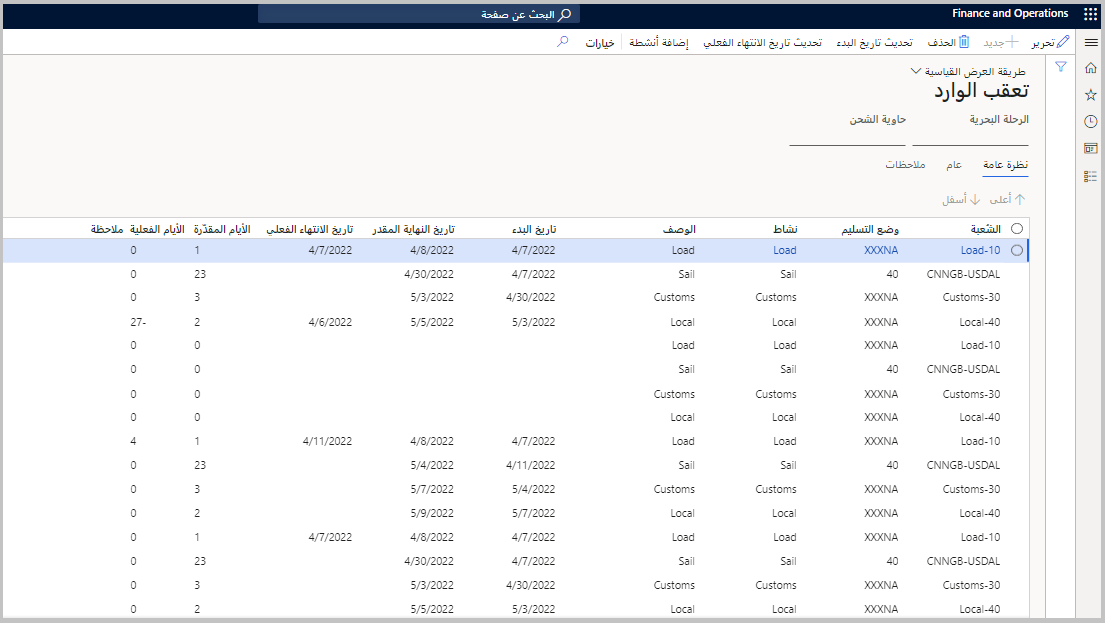 Finance and Operations
البحث عن صفحة
تحرير جديد الحذف تحديث تاريخ البدء تحديث تاريخ الانتهاء الفعلي إضافة أنشطة خيارات
طريقة العرض القياسية
تعقب الوارد
الرحلة البحرية حاوية الشحن
نظرة عامة عام ملاحظات
أعلى أسفل
الشّعبة وضع التسليم نشاط الوصف تاريخ البدء تاريخ النهاية المقدر تاريخ الانتهاء الفعلي الأيام المقدّرة الأيام الفعلية ملاحظة
Load-10 XXXNA Load Load 4/7/2022 4/8/2022 4/7/2022 1 0
CNNGB-USDAL 40 Sail Sail 4/7/2022 4/30/2022 23 0
Customs-30 XXXNA Customs Customs 4/30/2022 5/3/2022 3 0
Local-40 XXXNA Local Local 5/3/2022 5/5/2022 4/6/2022 2 27-
Load-10 XXXNA Load Load 0 0
CNNGB-USDAL 40 Sail Sail 0 0
Customs-30 XXXNA Customs Customs 0 0
Local-40 XXXNA Local Local 0 0
Load-10 XXXNA Load Load 4/7/2022 4/8/2022 4/11/2022 1 4
CNNGB-USDAL 40 Sail Sail 4/11/2022 5/4/2022 23 0
Customs-30 XXXNA Customs Customs 5/4/2022 5/7/2022 3 0
Local-40 XXXNA Local Local 5/7/2022 5/9/2022 2 0
Load-10 XXXNA Load Load 4/7/2022 4/8/2022 4/7/2022 1 0
CNNGB-USDAL 40 Sail Sail 4/7/2022 4/30/2022 23 0
Customs-30 XXXNA Customs Customs 4/30/2022 5/3/2022 3 0
Local-40 XXXNA Local Local 5/3/2022 5/5/2022 2 0